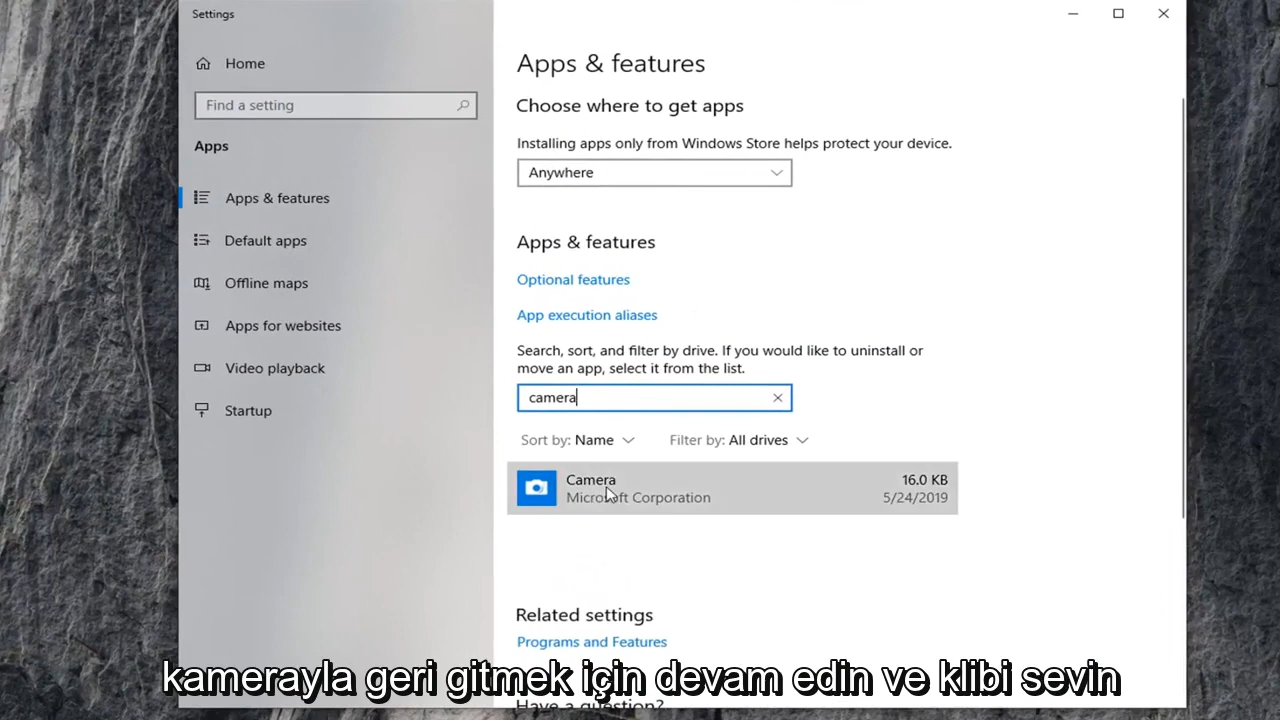 Settings
Home
Find a setting
Apps
Apps & features
Default apps
Offline maps
Apps for websites
Video playback
Startup
Apps & features
Choose where to get apps
Installing apps only from Windows Store helps protect your device.
Anywhere
Apps & features
Optional features
App execution aliases
Search, sort, and filter by drive. If you would like to uninstall or
move an app, select it from the list.
camera
Sort by: Name
Filter by: All drives
Camera
16.0 KB
Microsoft Corporation
5/24/2019
Related settings
Programs and Features
kamerayla geri gitmek için devam edin ve klibi sevin
Have a question?